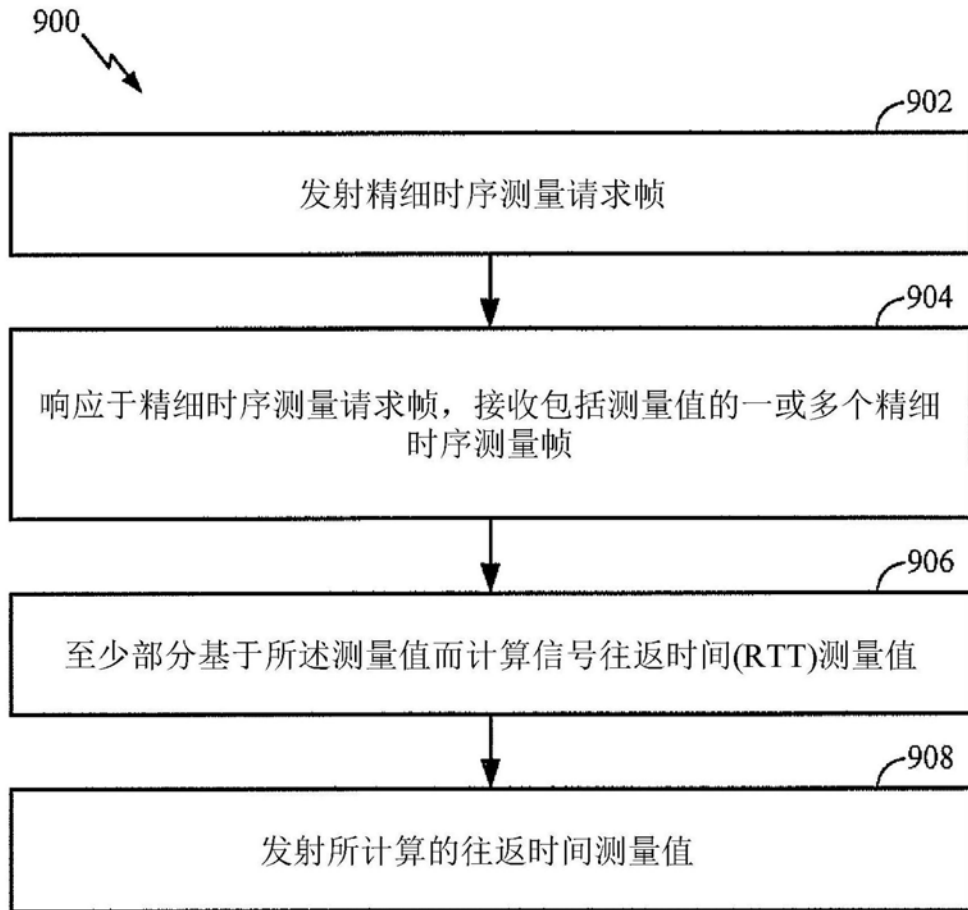 900
902
发射精细时序测量请求帧
904
响应于精细时序测量请求帧，接收包括测量值的一或多个精细
时序测量帧
906
至少部分基于所述测量值而计算信号往返时间(RTT)测量值
908
发射所计算的往返时间测量值